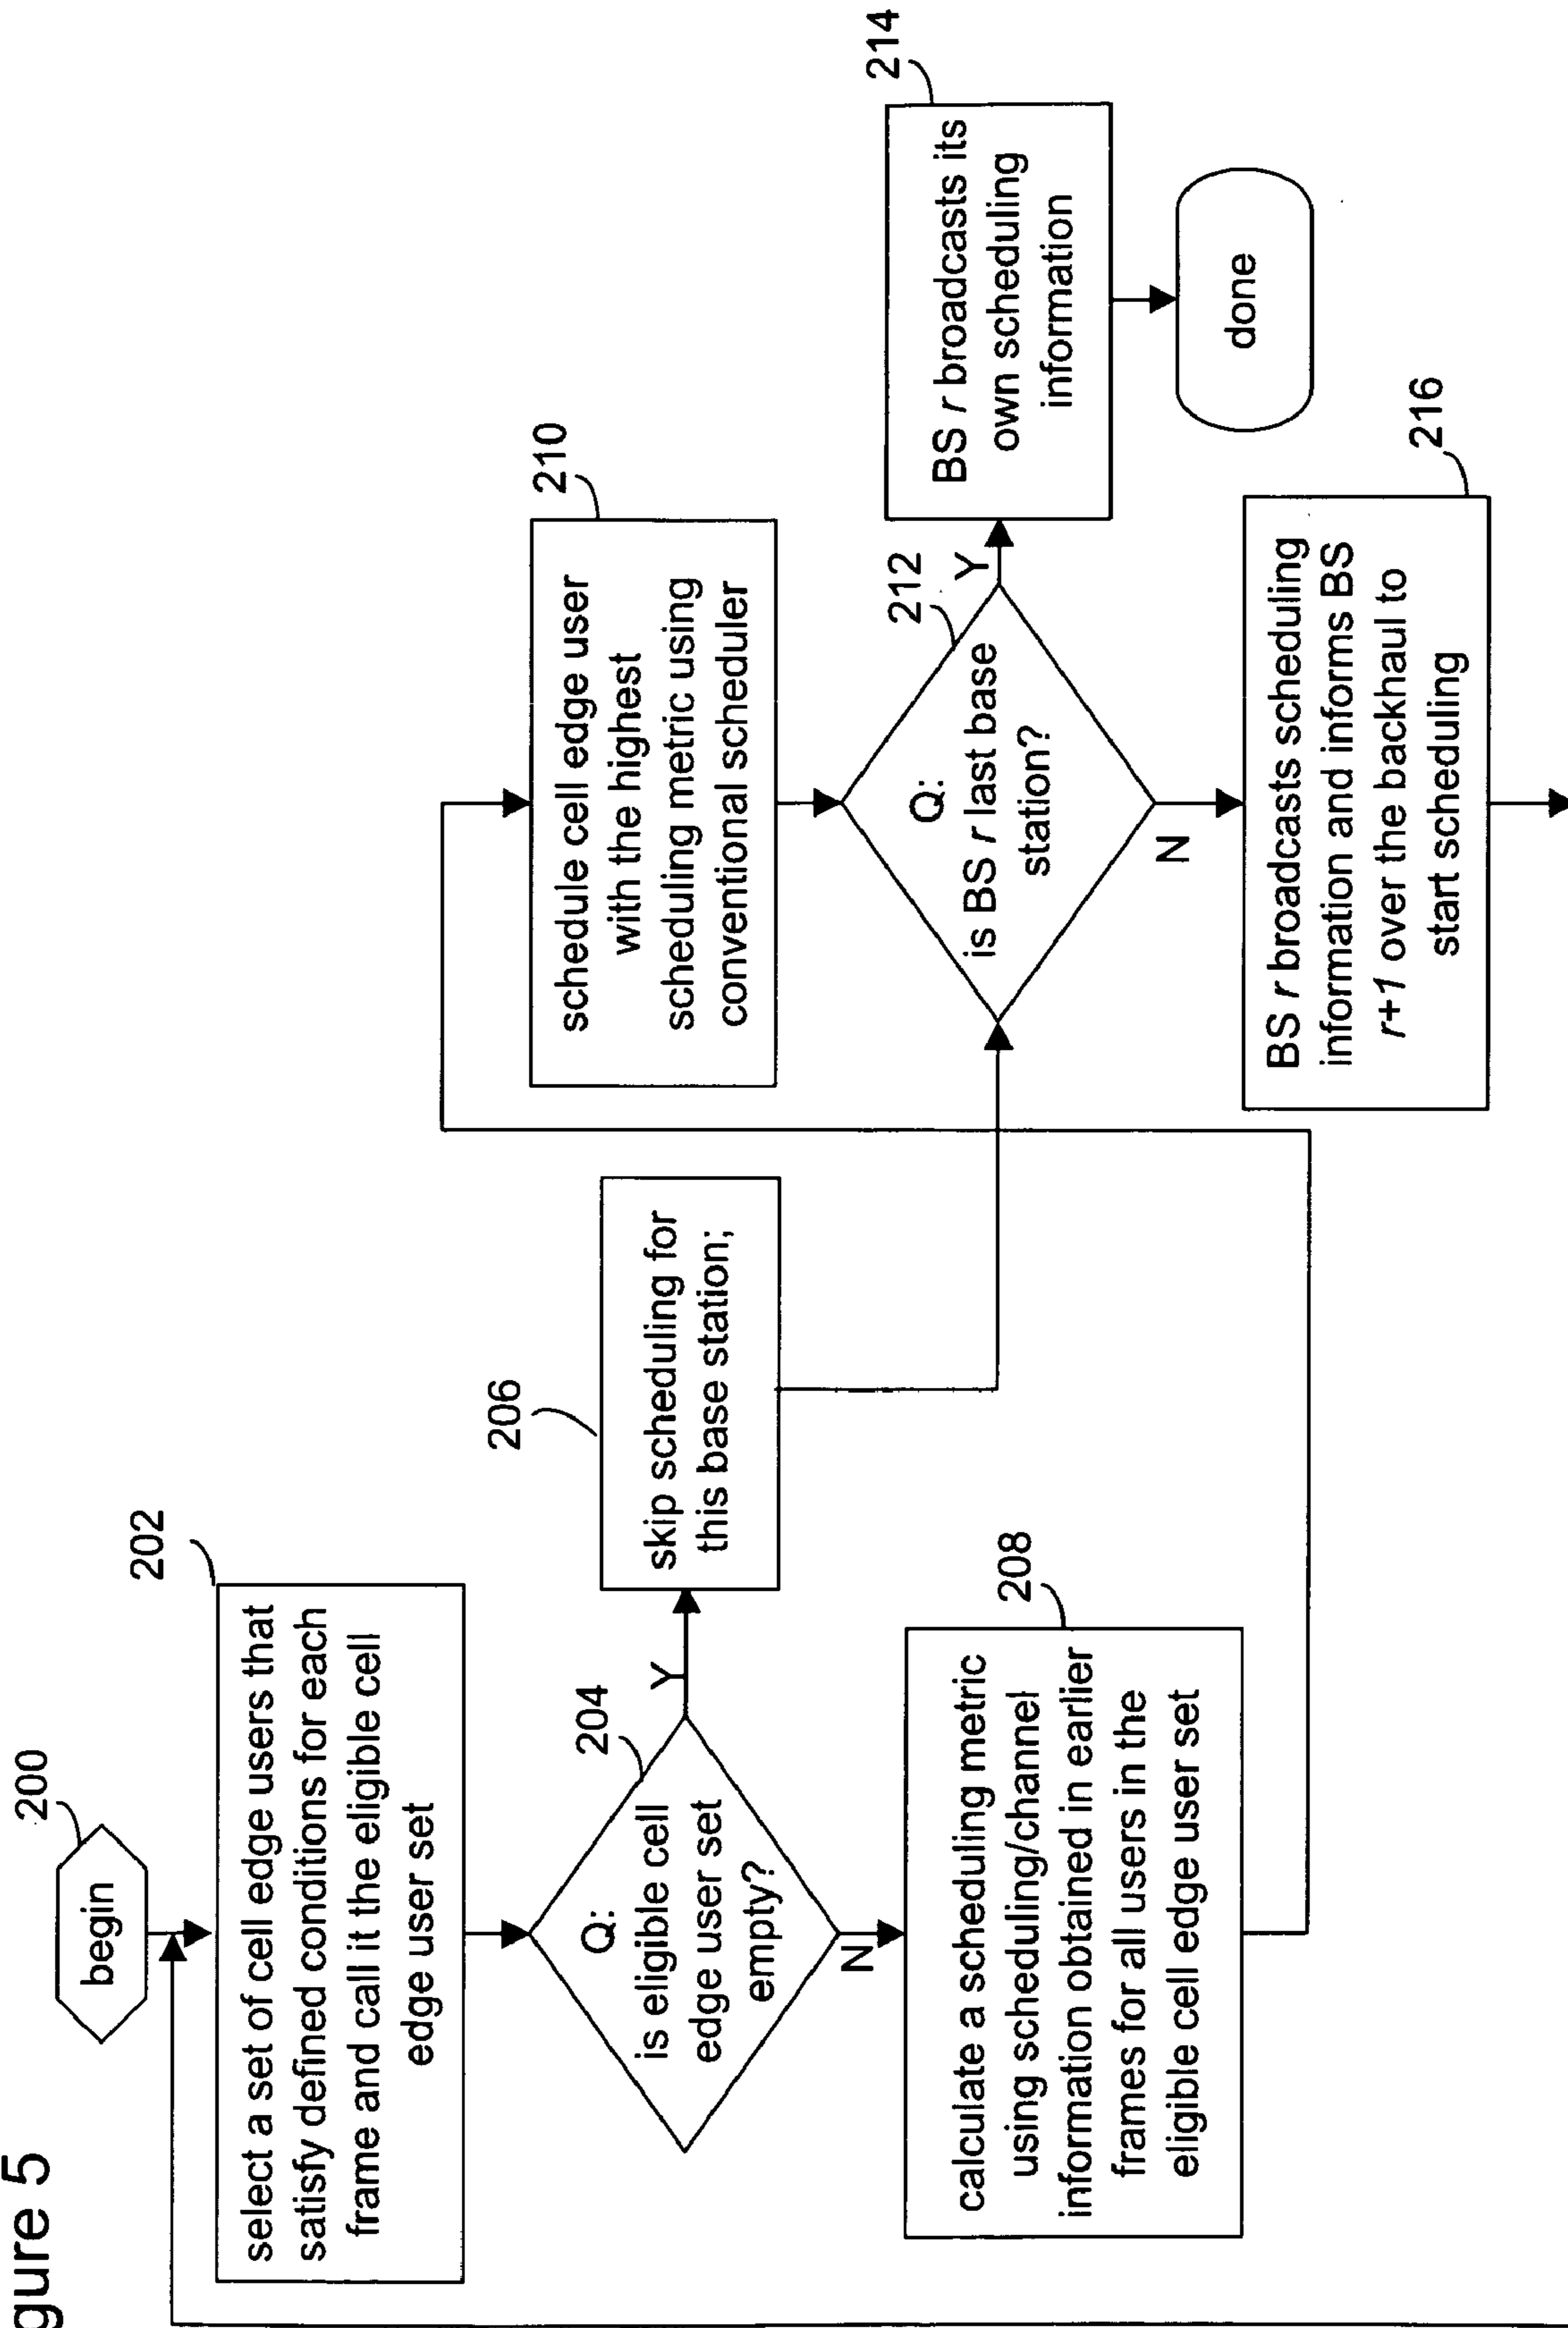 gure 5
200
begin
202
select a set of cell edge users that
satisfy defined conditions for each
frame and call it the eligible cell
edge user set
204
Q:
is eligible cell
edge user set
empty?
Y
N
206
skip scheduling for
this base station;
208
calculate a scheduling metric
using scheduling/channel
information obtained in earlier
frames for all users in the
eligible cell edge user set
210
schedule cell edge user
with the highest
scheduling metric using
conventional scheduler
212
Q:
is BS r last base
station?
Y
N
214
BS r broadcasts its
own scheduling
information
done
216
BS r broadcasts scheduling
information and informs BS
r+1 over the backhaul to
start scheduling